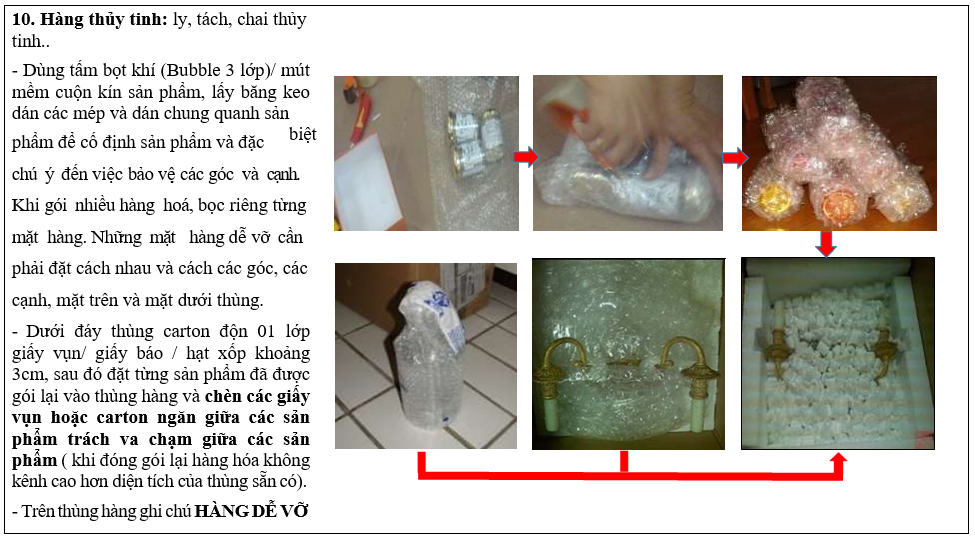 10. Hàng thủy tinh: ly, tách, chai thủy
tinh..
- Dùng tấm bọt khí (Bubble 3 lớp)/ mút
mềm cuộn kín sản phẩm, lấy băng keo
dán các mép và dán chung quanh sản
phẩm để cố định sản phẩm và đặc biệt
chú ý đến việc bảo vệ các góc và cạnh.
Khi gói nhiều hàng hoá, bọc riêng từng
mặt hàng. Những mặt hàng dễ vỡ cần
phải đặt cách nhau và cách các góc, các
cạnh, mặt trên và mặt dưới thùng.
- Dưới đáy thùng carton độn 01 lớp
giấy vụn/ giấy báo / hạt xốp khoảng
3cm, sau đó đặt từng sản phẩm đã được
gói lại vào thùng hàng và chèn các giấy
vụn hoặc carton ngăn giữa các sản
phẩm trách va chạm giữa các sản
phẩm ( khi đóng gói lại hàng hóa không
kênh cao hơn diện tích của thùng sẵn có).
- Trên thùng hàng ghi chú HÀNG DỄ VỠ